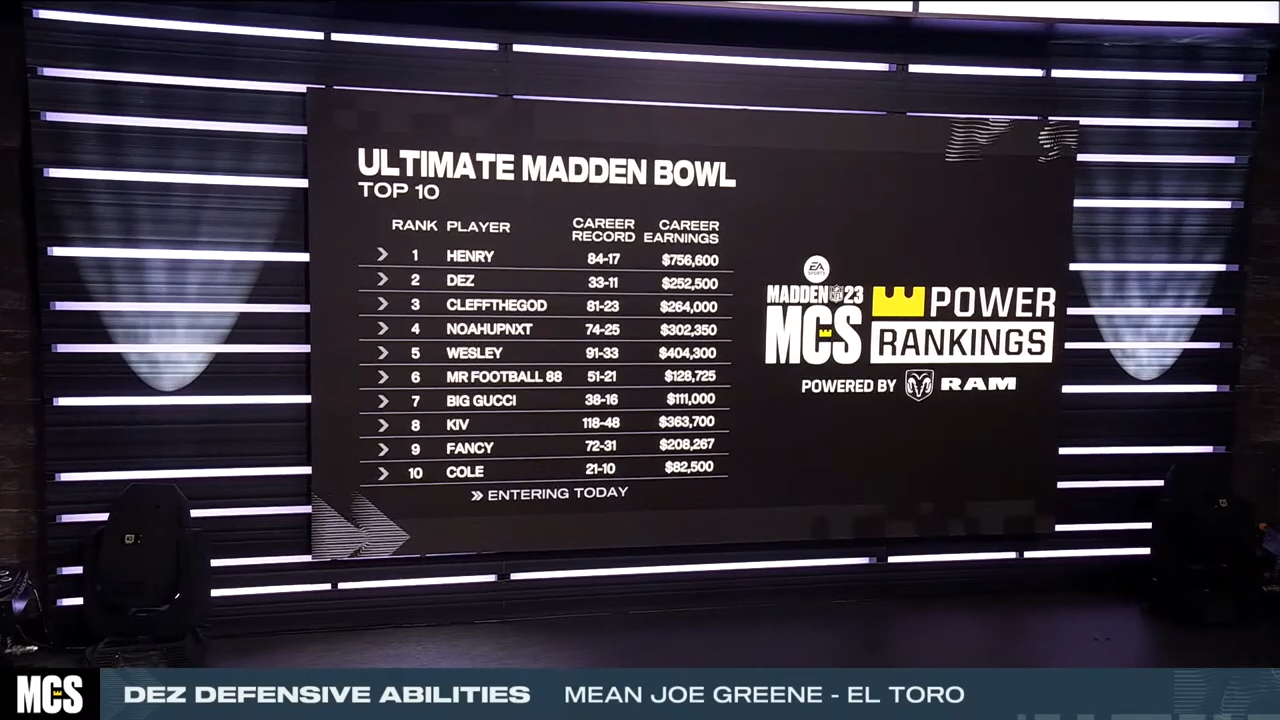 ULTIMATE MADDEN BOWL
TOP 10
RANK PLAYER CAREER RECORD CAREER EARNINGS
1 HENRY 84-17 $756,600
2 DEZ 33-11 $252,500
3 CLEFFTHEGOD 81-23 $264,000
4 NOAHUPNXT 74-25 $302,350
5 WESLEY 91-33 $404,300
6 MR FOOTBALL 88 51-21 $128,725
7 BIG GUCCI 38-16 $111,000
8 KIV 118-48 $363,700
9 FANCY 72-31 $208,267
10 COLE 21-10 $82,500
ENTERING TODAY
EA SPORTS
MADDEN NFL 23
MCS
POWER
RANKINGS
POWERED BY RAM
MCS DEZ DEFENSIVE ABILITIES MEAN JOE GREENE - EL TORO